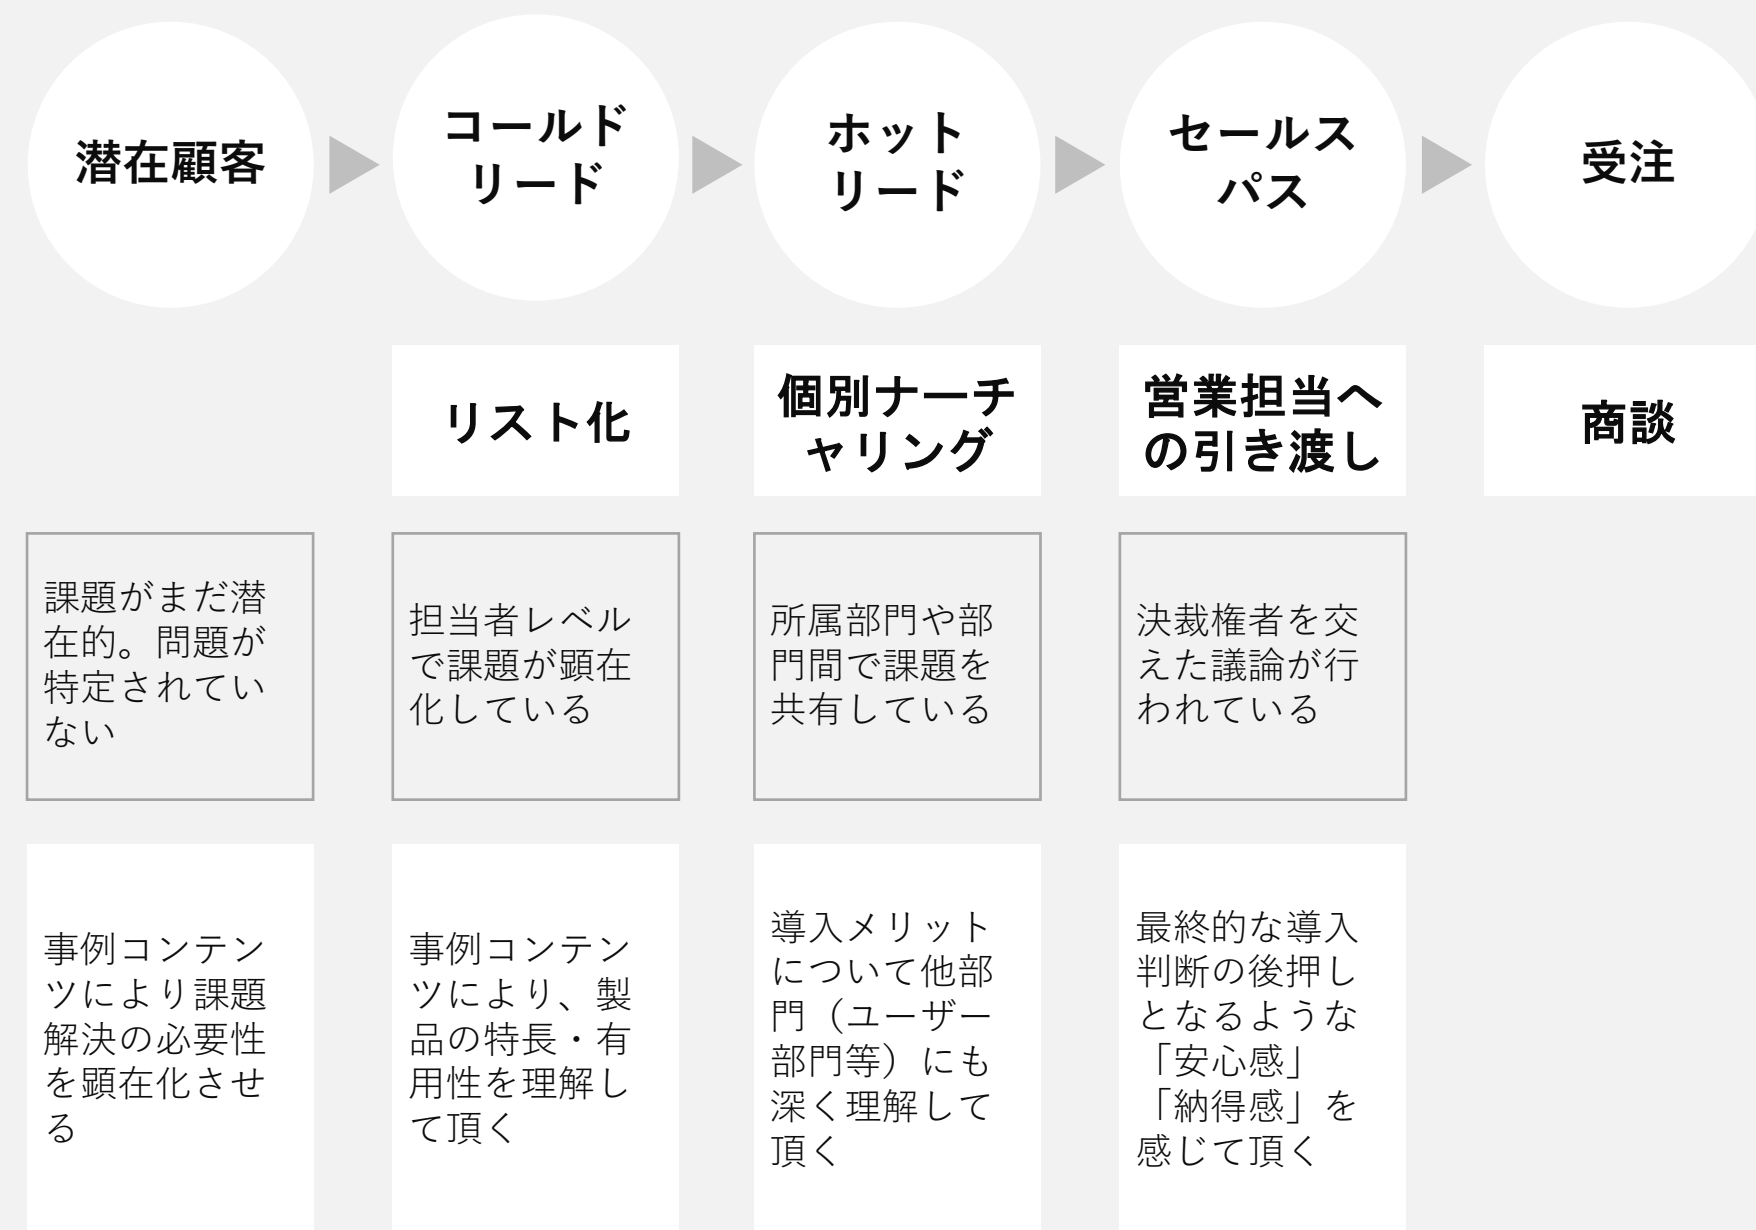 潜在顧客
コールド
リード
ホット
リード
セールス
パス
受注
リスト化
個別ナーチ
ャリング
営業担当へ
の引き渡し
商談
課題がまだ潜
在的。問題が
特定されてい
ない
担当者レベル
で課題が顕在
化している
所属部門や部
門間で課題を
共有している
決裁権者を交
えた議論が行
われている
事例コンテン
ツにより課題
解決の必要性
を顕在化させ
る
事例コンテン
ツにより、製
品の特長・有
用性を理解し
て頂く
導入メリット
について他部
門（ユーザー
部門等）にも
深く理解して
頂く
最終的な導入
判断の後押し
となるような
「安心感」
「納得感」を
感じて頂く